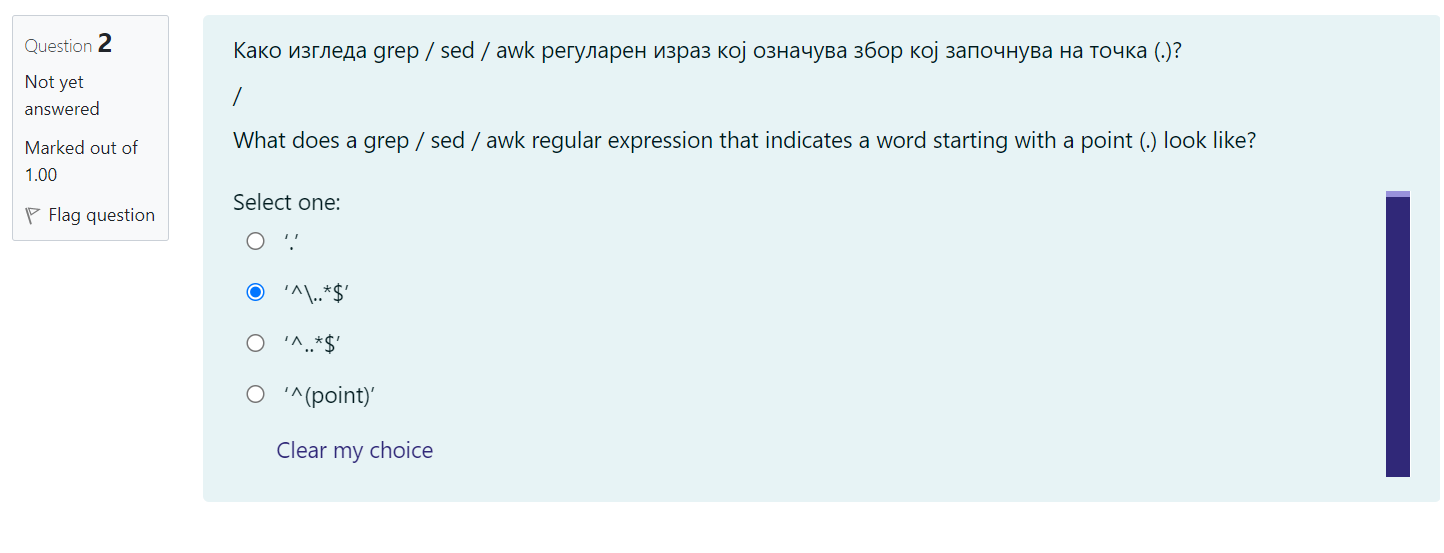 Question 2
Not yet
answered
Marked out of
1.00
Flag question
Како изгледа grep / sed / awk регуларен израз кој означува збор кој започнува на точка (.)?
/
What does a grep / sed / awk regular expression that indicates a word starting with a point (.) look like?
Select one:
‘.’
‘^\..*$’
‘^..*$’
‘^(point)’
Clear my choice